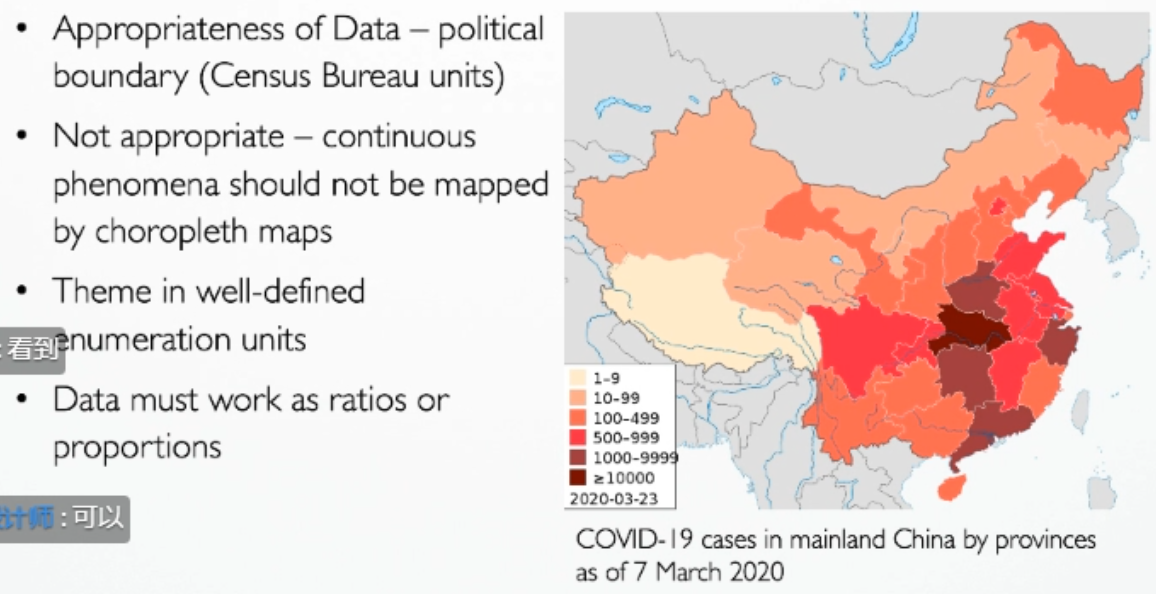 • Appropriateness of Data – political
boundary (Census Bureau units)
• Not appropriate – continuous
phenomena should not be mapped
by choropleth maps
• Theme in well-defined
enumeration units
: 看到
• Data must work as ratios or
proportions
计师 : 可以
1–9
10–99
100–499
500–999
1000–9999
≥10000
2020-03-23
COVID-19 cases in mainland China by provinces
as of 7 March 2020